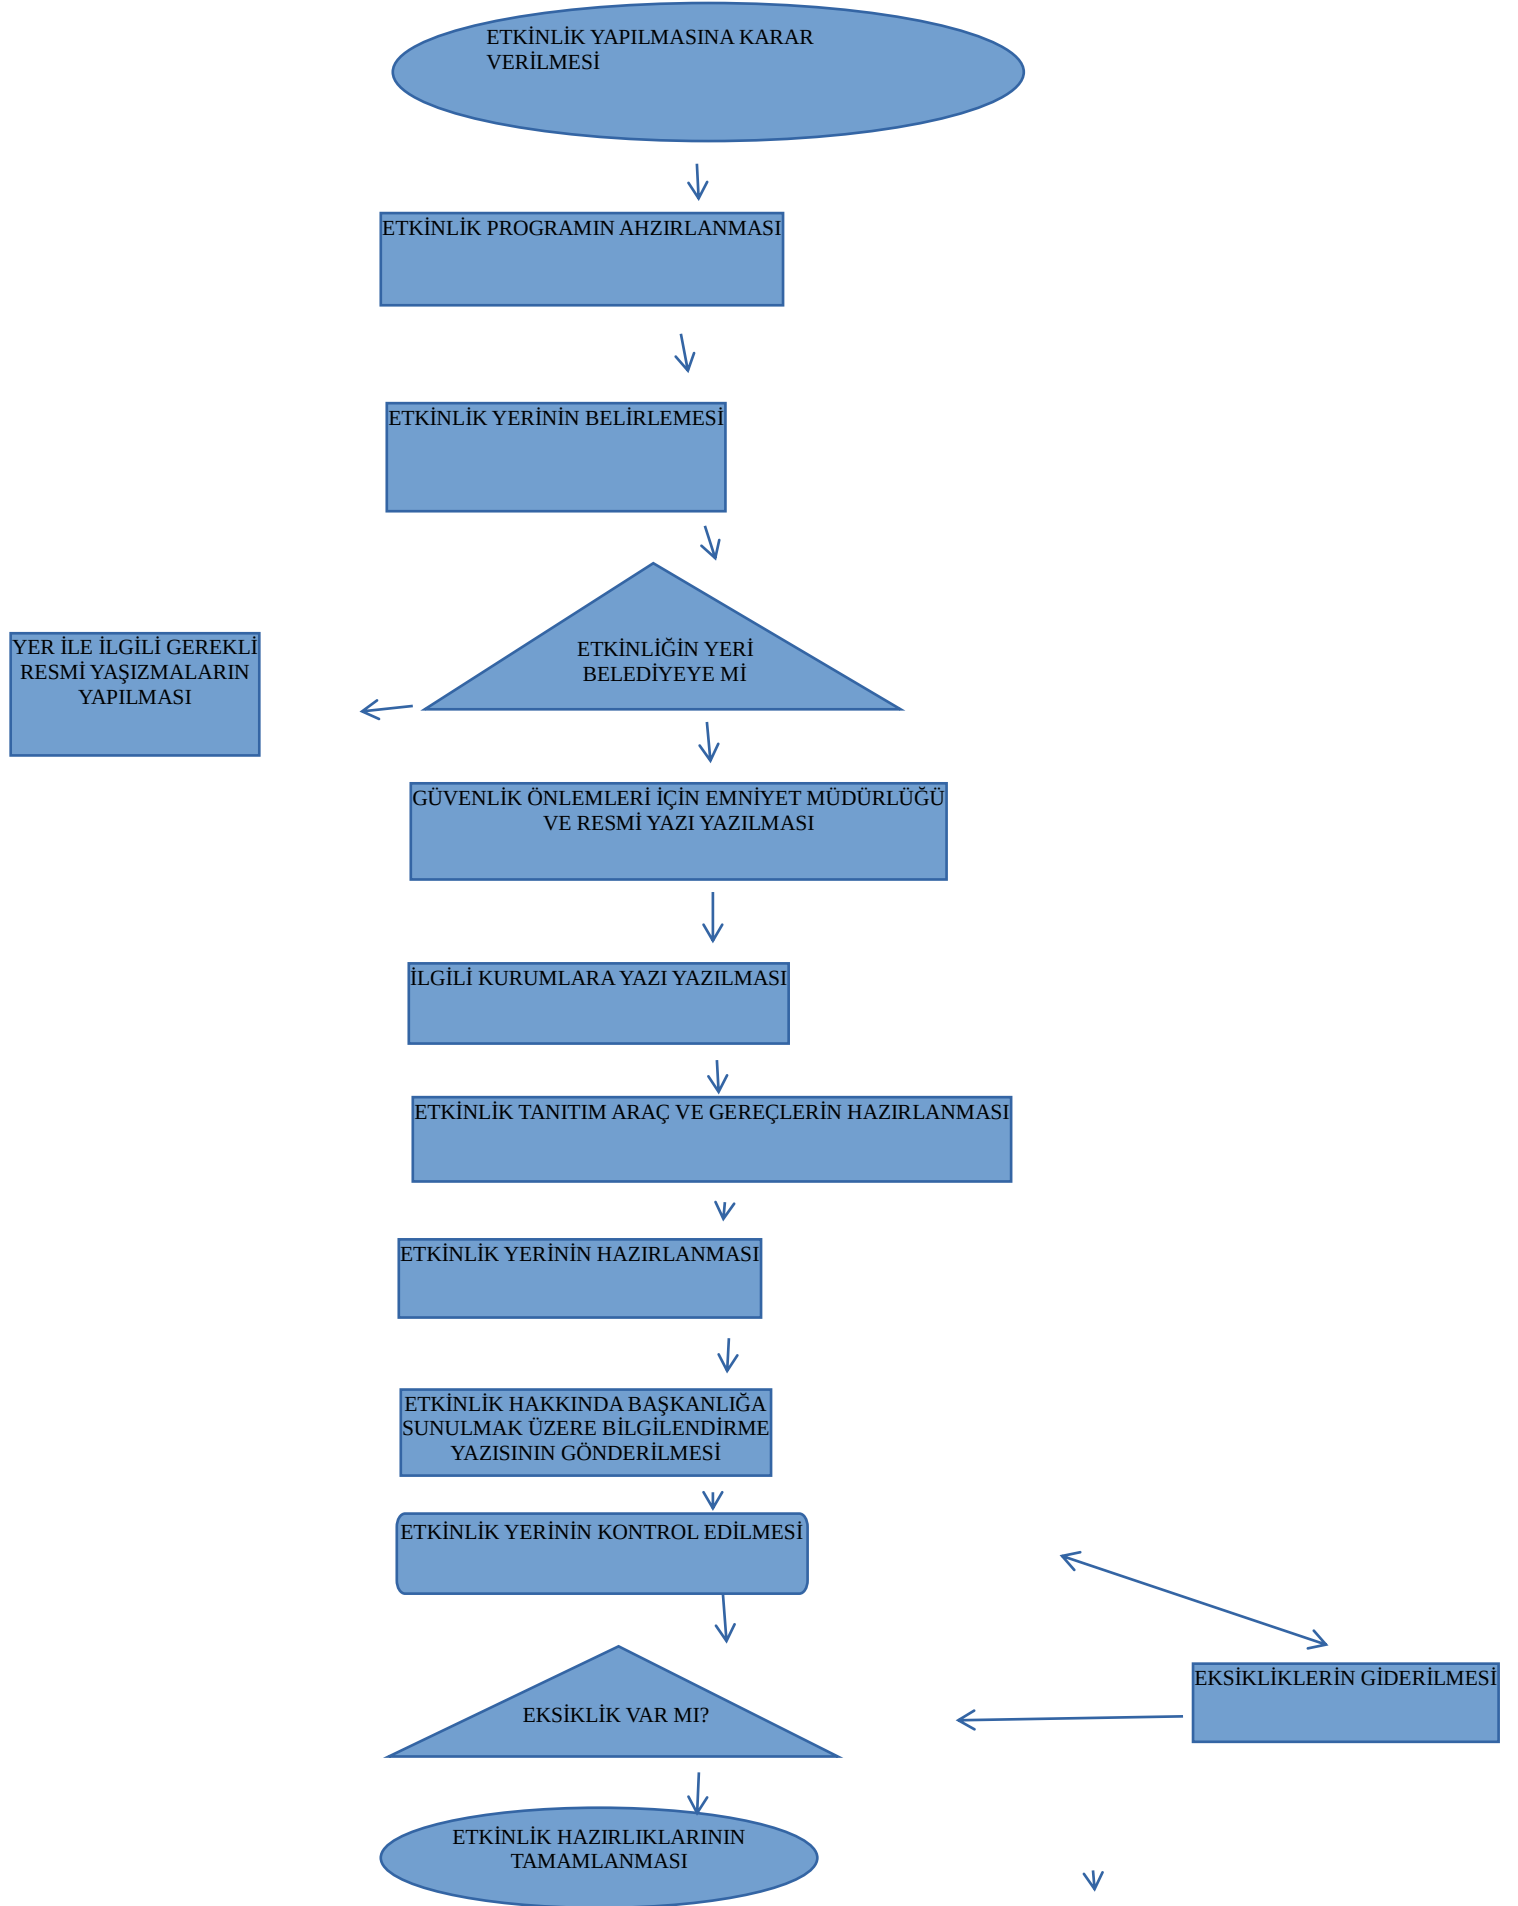 ETKİNLİK YAPILMASINA KARAR
VERİLMESİ
ETKİNLİK PROGRAMIN AHZIRLANMASI
ETKİNLİK YERİNİN BELİRLEMESİ
ETKİNLİĞİN YERİ
BELEDİYEYE Mİ
YER İLE İLGİLİ GEREKLİ
RESMİ YAŞIZMALARIN
YAPILMASI
GÜVENLİK ÖNLEMLERİ İÇİN EMNİYET MÜDÜRLÜĞÜ
VE RESMİ YAZI YAZILMASI
İLGİLİ KURUMLARA YAZI YAZILMASI
ETKİNLİK TANITIM ARAÇ VE GEREÇLERİN HAZIRLANMASI
ETKİNLİK YERİNİN HAZIRLANMASI
ETKİNLİK HAKKINDA BAŞKANLIĞA
SUNULMAK ÜZERE BİLGİLENDİRME
YAZISININ GÖNDERİLMESİ
ETKİNLİK YERİNİN KONTROL EDİLMESİ
EKSİKLİKLERİN GİDERİLMESİ
EKSİKLİK VAR MI?
ETKİNLİK HAZIRLIKLARININ
TAMAMLANMASI